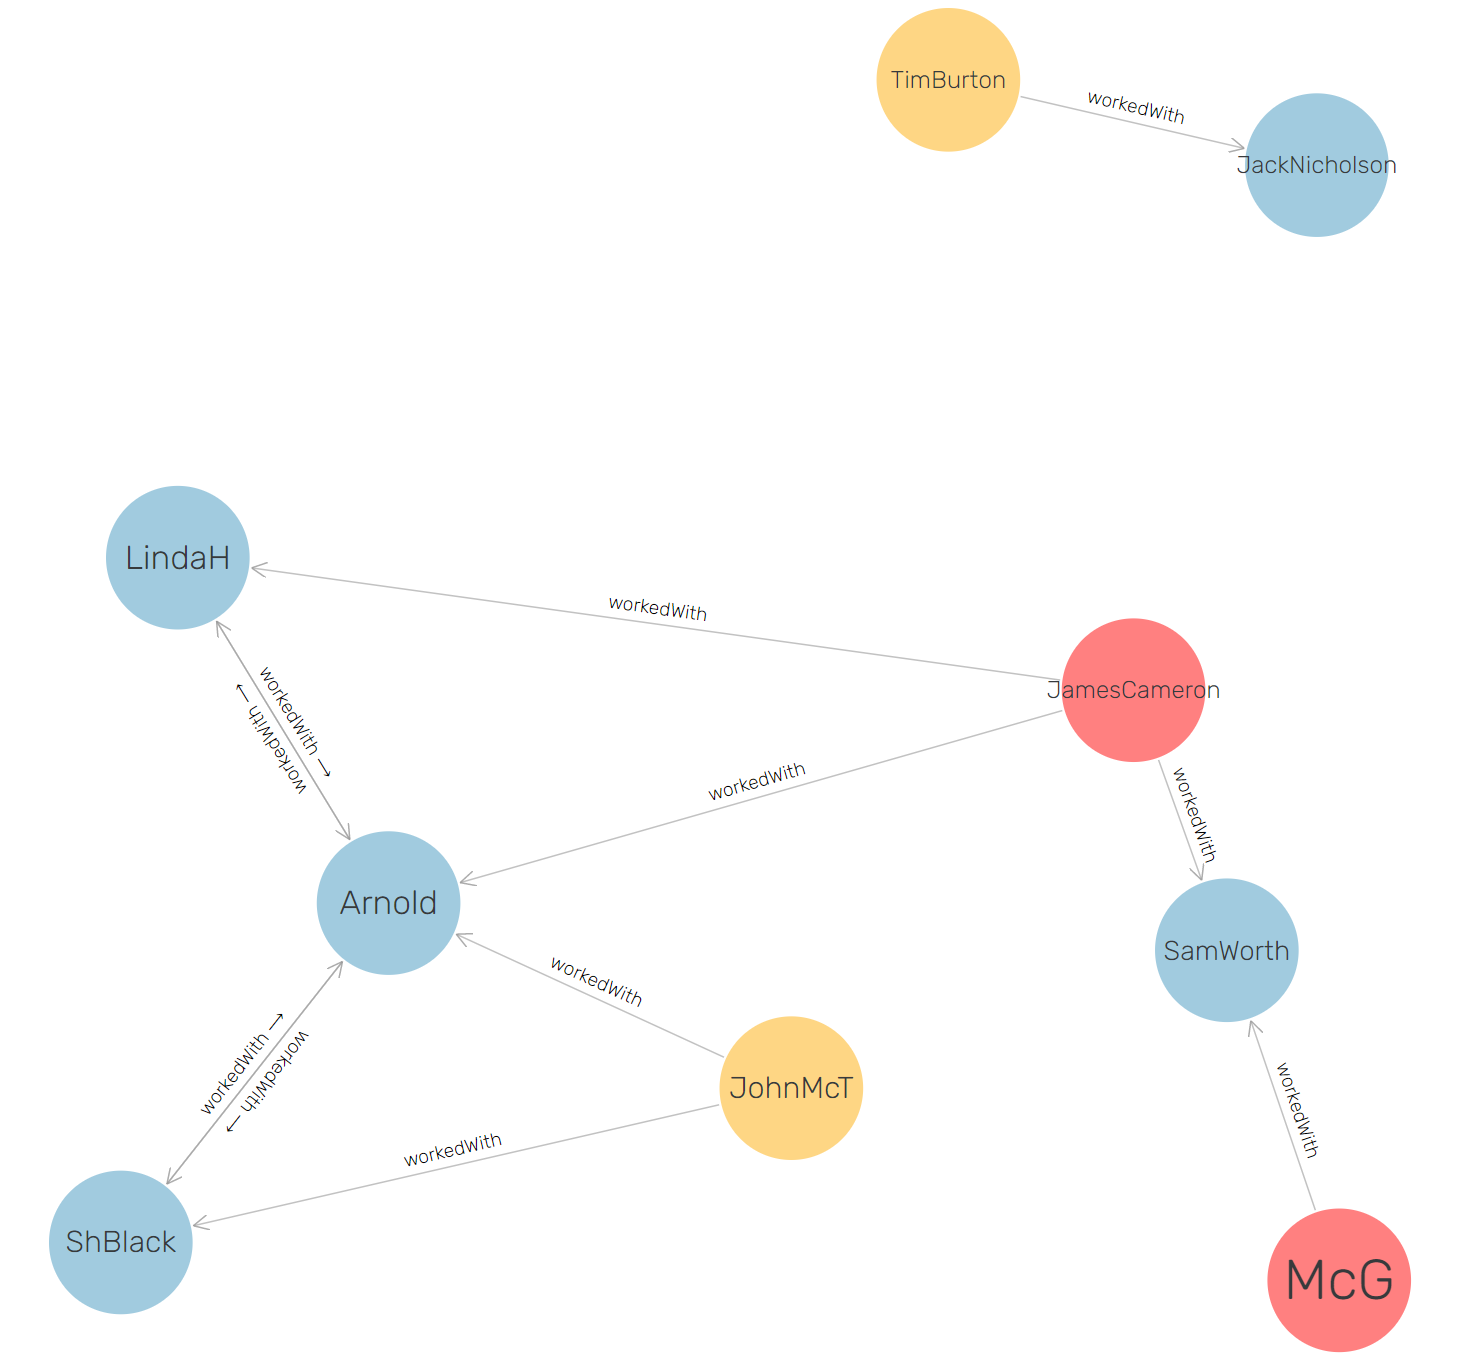 TimBurton
workedWith
JackNicholson
LindaH
workedWith
JamesCameron
workedWith →
workedWith →
workedWith
workedWith
Arnold
SamWorth
workedWith
workedWith →
workedWith →
JohnMcT
workedWith
workedWith
ShBlack
McG